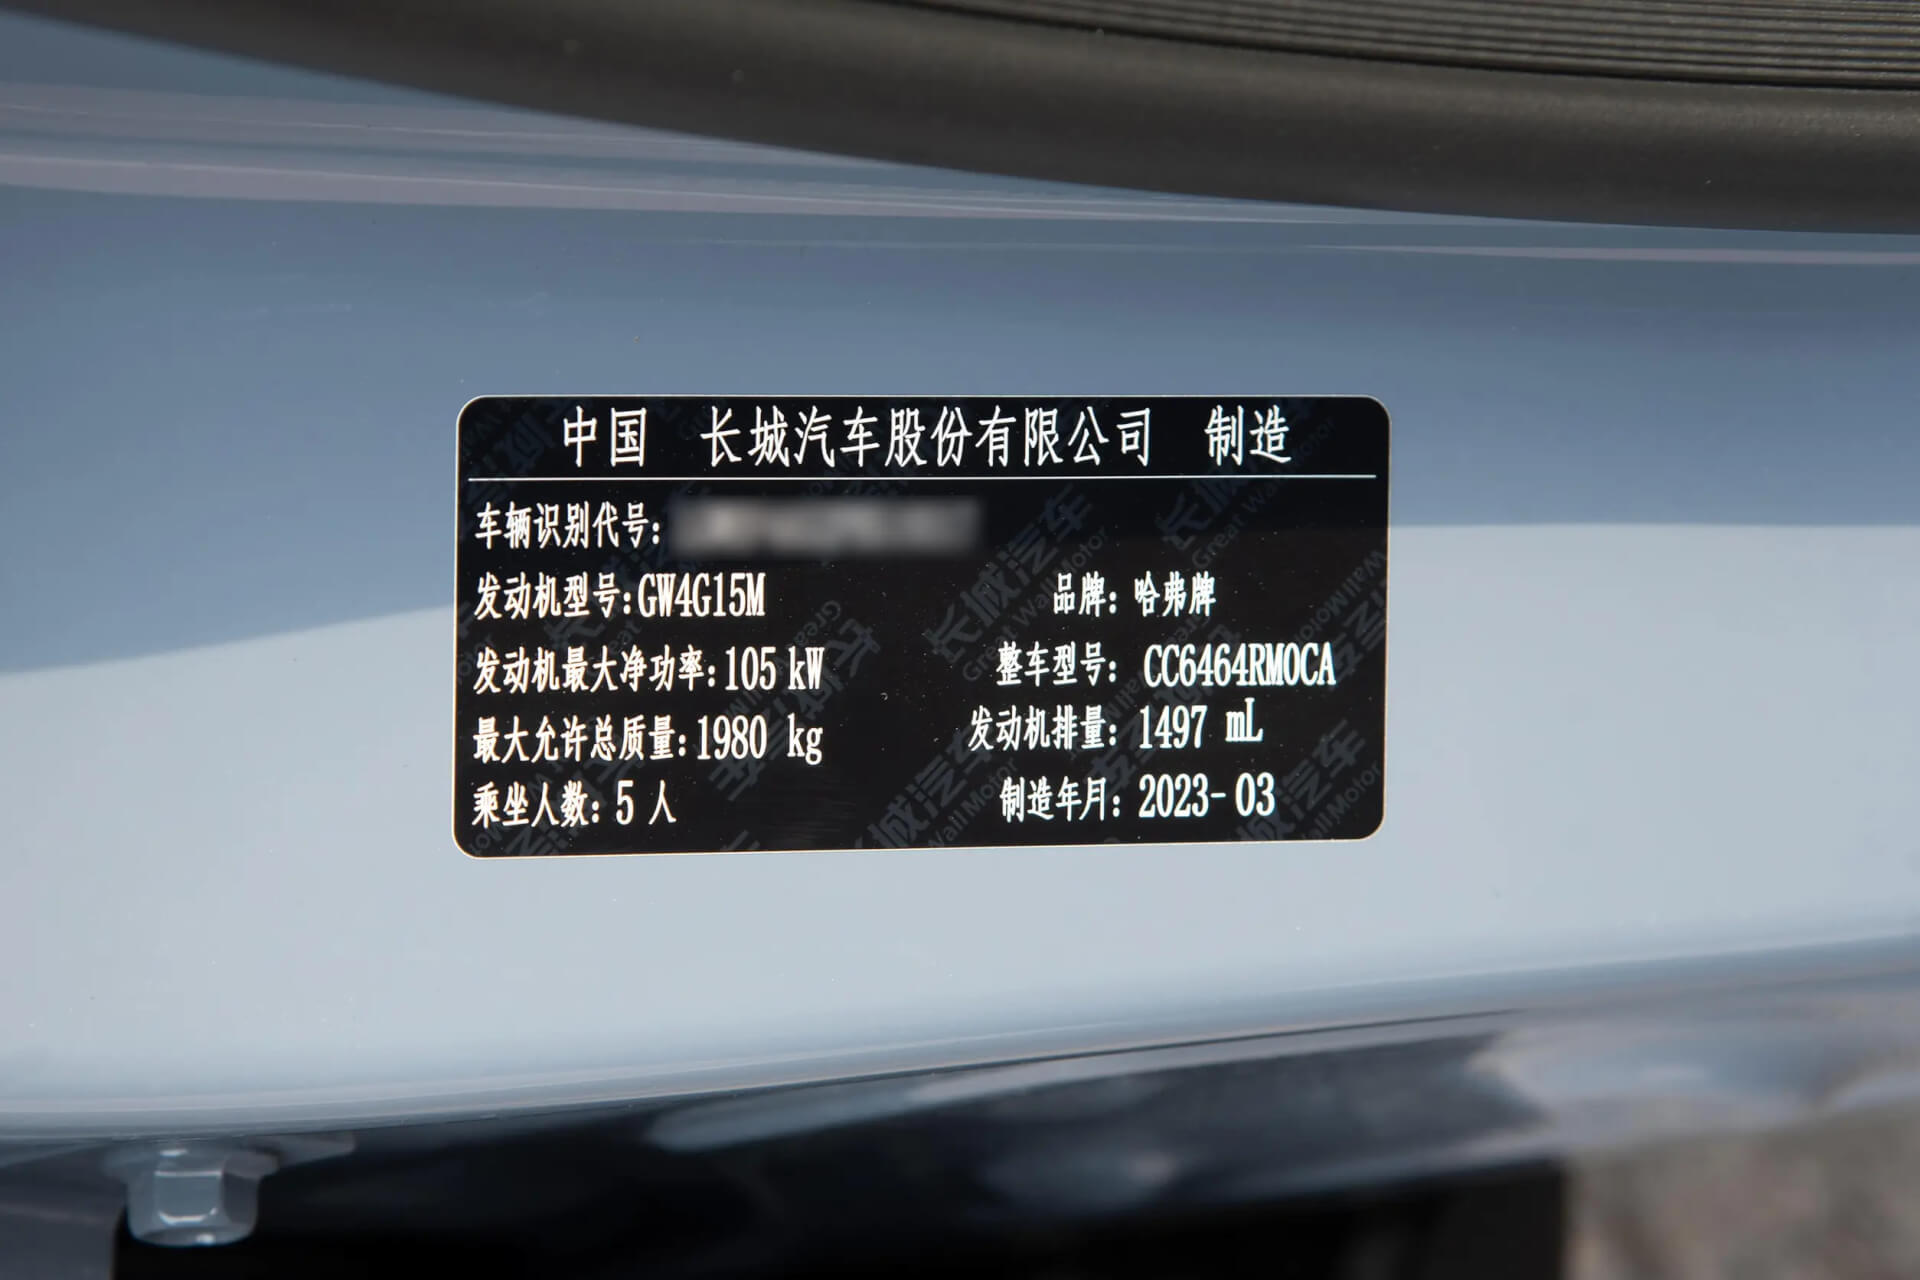 中国 长城汽车股份有限公司 制造
车辆识别代号:
发动机型号:GW4G15M 品牌: 哈弗牌
发动机最大净功率:105 kW 整车型号: CC6464RM0CA
最大允许总质量:1980 kg 发动机排量: 1497 mL
乘坐人数: 5 人 制造年月: 2023-03